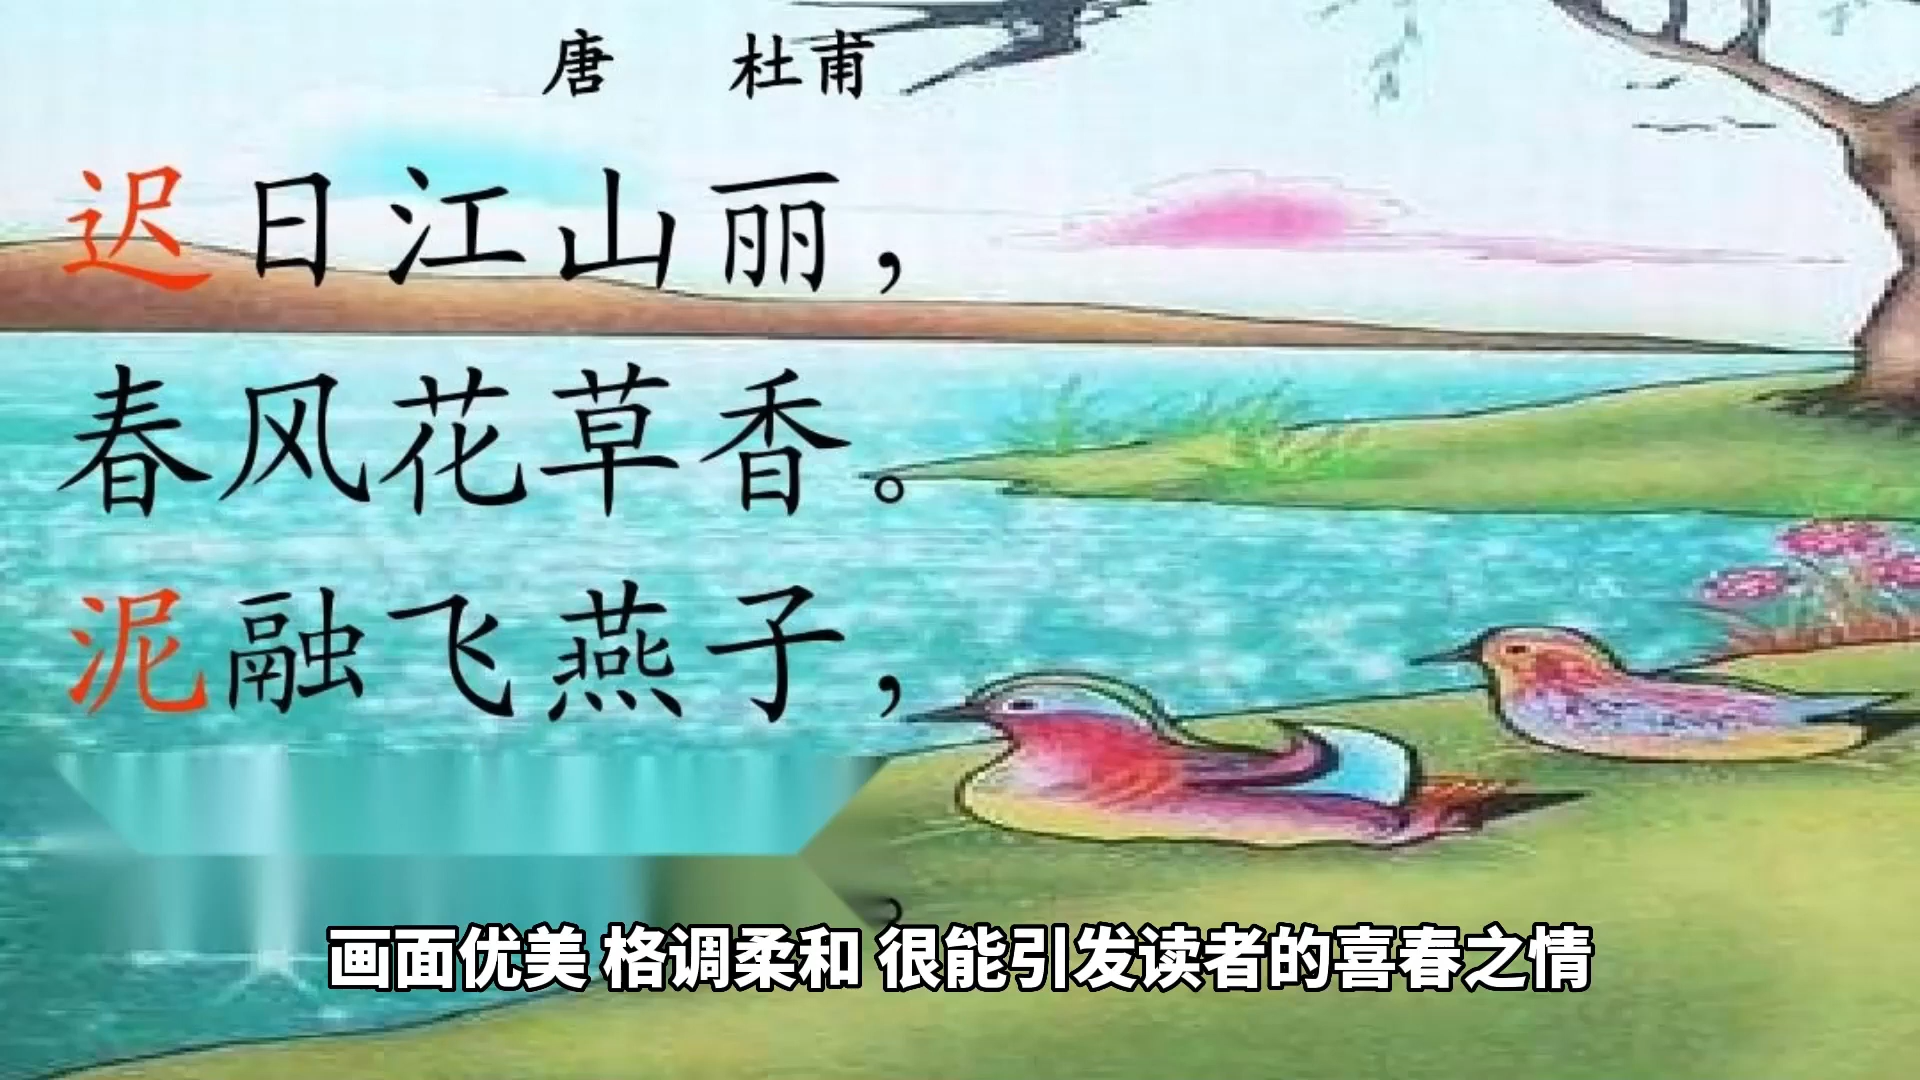 唐 杜甫
迟日江山丽，
春风花草香。
泥融飞燕子，
画面优美 格调柔和 很能引发读者的喜春之情